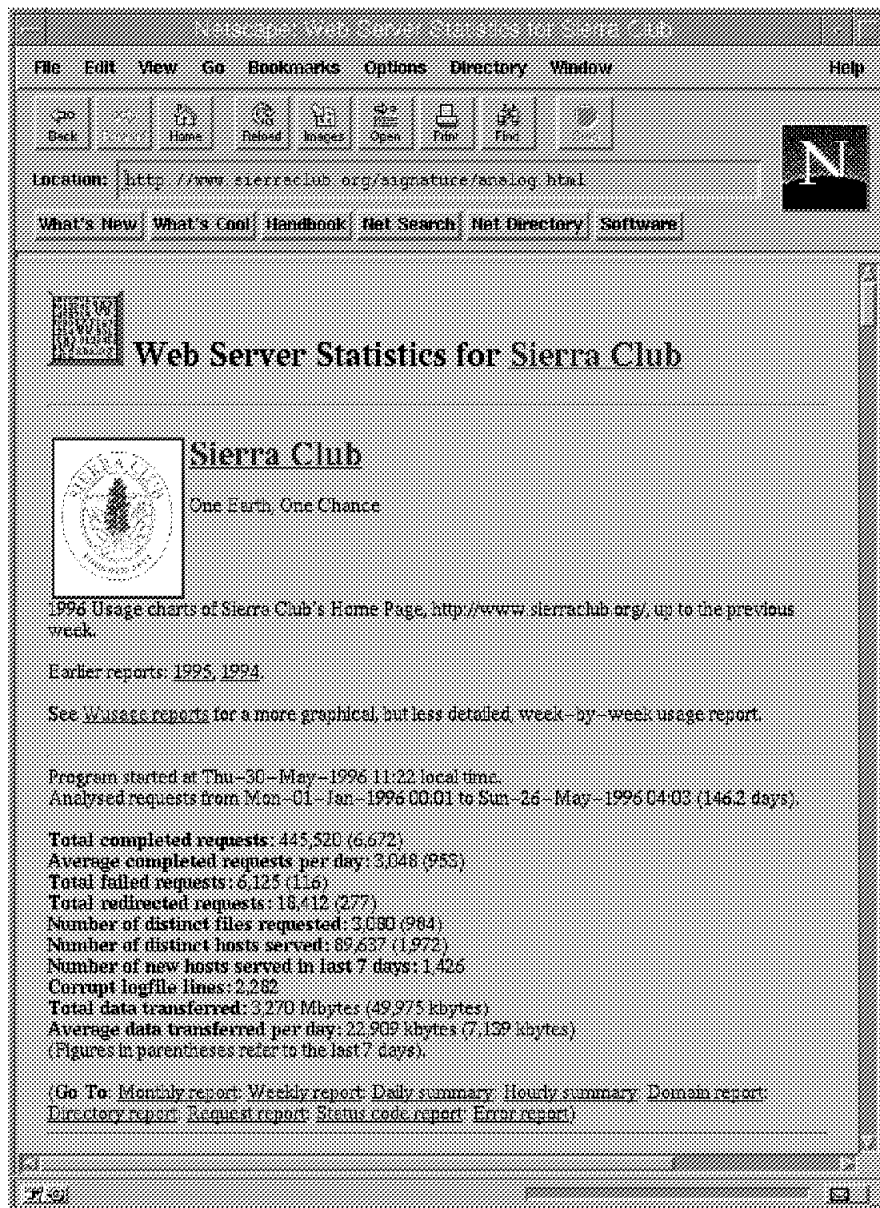 Netscape: Web Server Statistics for Sierra Club
File Edit View Go Bookmarks Options Directory Window Help
Back Forward Home Reload Images Open Print Find Stop
N
Location: http://www.sierraclub.org/signature/analog.html
What's New What's Cool Handbook Net Search Net Directory Software
Web Server Statistics for Sierra Club
SIERRA CLUB
Sierra Club
One Earth, One Chance
1996 Usage charts of Sierra Club's Home Page, http://www.sierraclub.org/, up to the previous
week.
Earlier reports: 1995, 1994.
See Wusage reports for a more graphical, but less detailed, week-by-week usage report.
Program started at Thu-30-May-1996 11:22 local time.
Analysed requests from Mon-01-Jan-1996 00:01 to Sun-26-May-1996 04:03 (146.2 days).
Total completed requests: 445,520 (6,672)
Average completed requests per day: 3,048 (953)
Total failed requests: 6,125 (116)
Total redirected requests: 18,412 (277)
Number of distinct files requested: 3,080 (984)
Number of distinct hosts served: 89,637 (1,972)
Number of new hosts served in last 7 days: 1,426
Corrupt logfile lines: 2,282
Total data transferred: 3,270 Mbytes (49,975 kbytes)
Average data transferred per day: 22,909 kbytes (7,139 kbytes)
(Figures in parentheses refer to the last 7 days).
(Go To: Monthly report: Weekly report: Daily summary: Hourly summary: Domain report:
Directory report: Request report: Status code report: Error report)